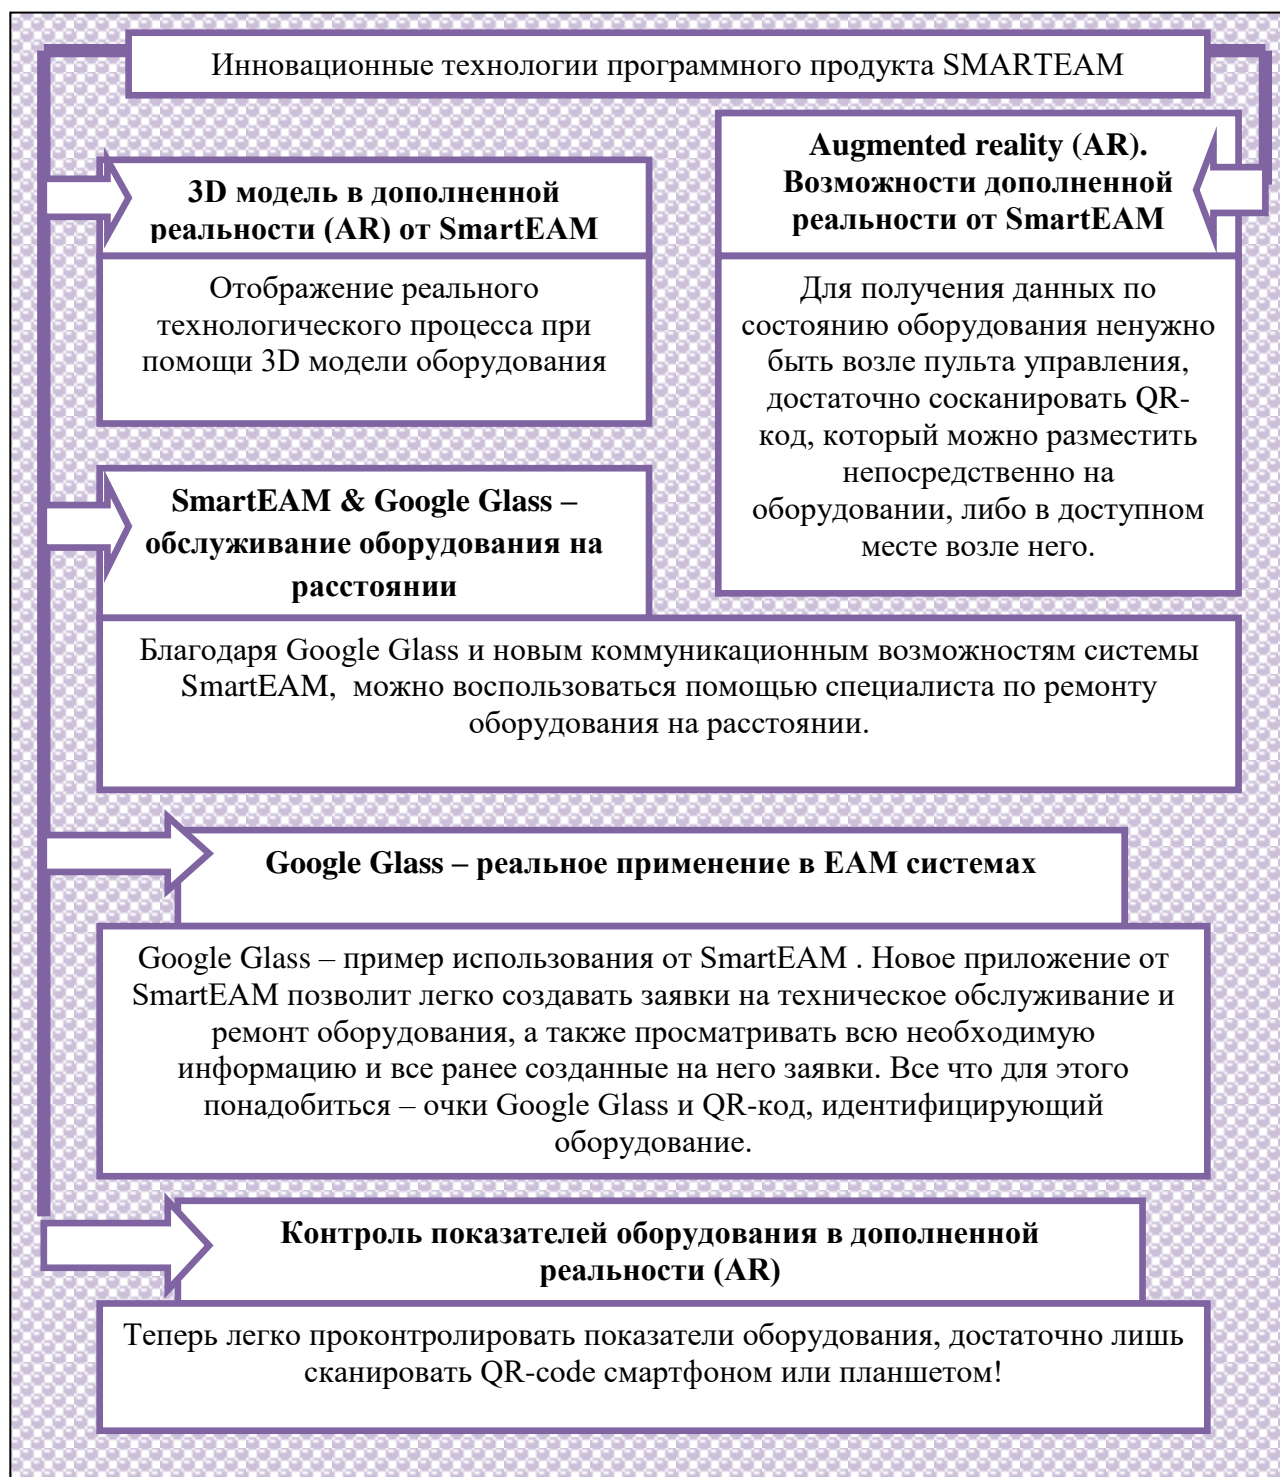 Инновационные технологии программного продукта SMARTEAM
3D модель в дополненной
реальности (AR) от SmartEAM
Отображение реального
технологического процесса при
помощи 3D модели оборудования
Augmented reality (AR).
Возможности дополненной
реальности от SmartEAM
Для получения данных по
состоянию оборудования ненужно
быть возле пульта управления,
достаточно сосканировать QR-
код, который можно разместить
непосредственно на
оборудовании, либо в доступном
месте возле него.
SmartEAM & Google Glass –
обслуживание оборудования на
расстоянии
Благодаря Google Glass и новым коммуникационным возможностям системы
SmartEAM, можно воспользоваться помощью специалиста по ремонту
оборудования на расстоянии.
Google Glass – реальное применение в EAM системах
Google Glass – пример использования от SmartEAM . Новое приложение от
SmartEAM позволит легко создавать заявки на техническое обслуживание и
ремонт оборудования, а также просматривать всю необходимую
информацию и все ранее созданные на него заявки. Все что для этого
понадобиться – очки Google Glass и QR-код, идентифицирующий
оборудование.
Контроль показателей оборудования в дополненной
реальности (AR)
Теперь легко проконтролировать показатели оборудования, достаточно лишь
сканировать QR-code смартфоном или планшетом!